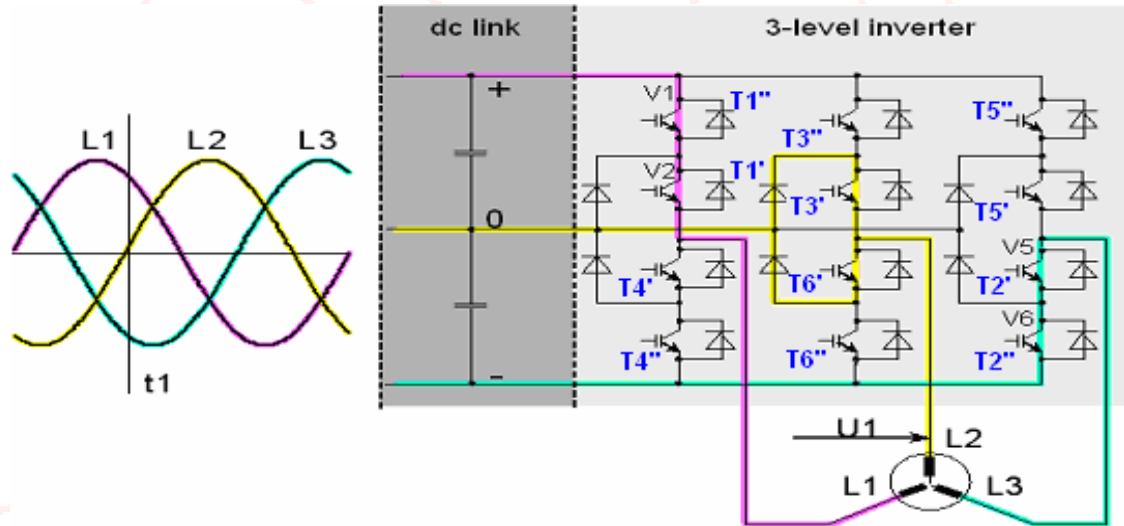 dc link
3-level inverter
L1
L2
L3
t1
+
0
-
V1
T1"
T3"
T5"
V2
T1'
T3'
T5'
V5
T4'
T6'
T2'
V6
T4"
T6"
T2"
U1
L2
L1
L3